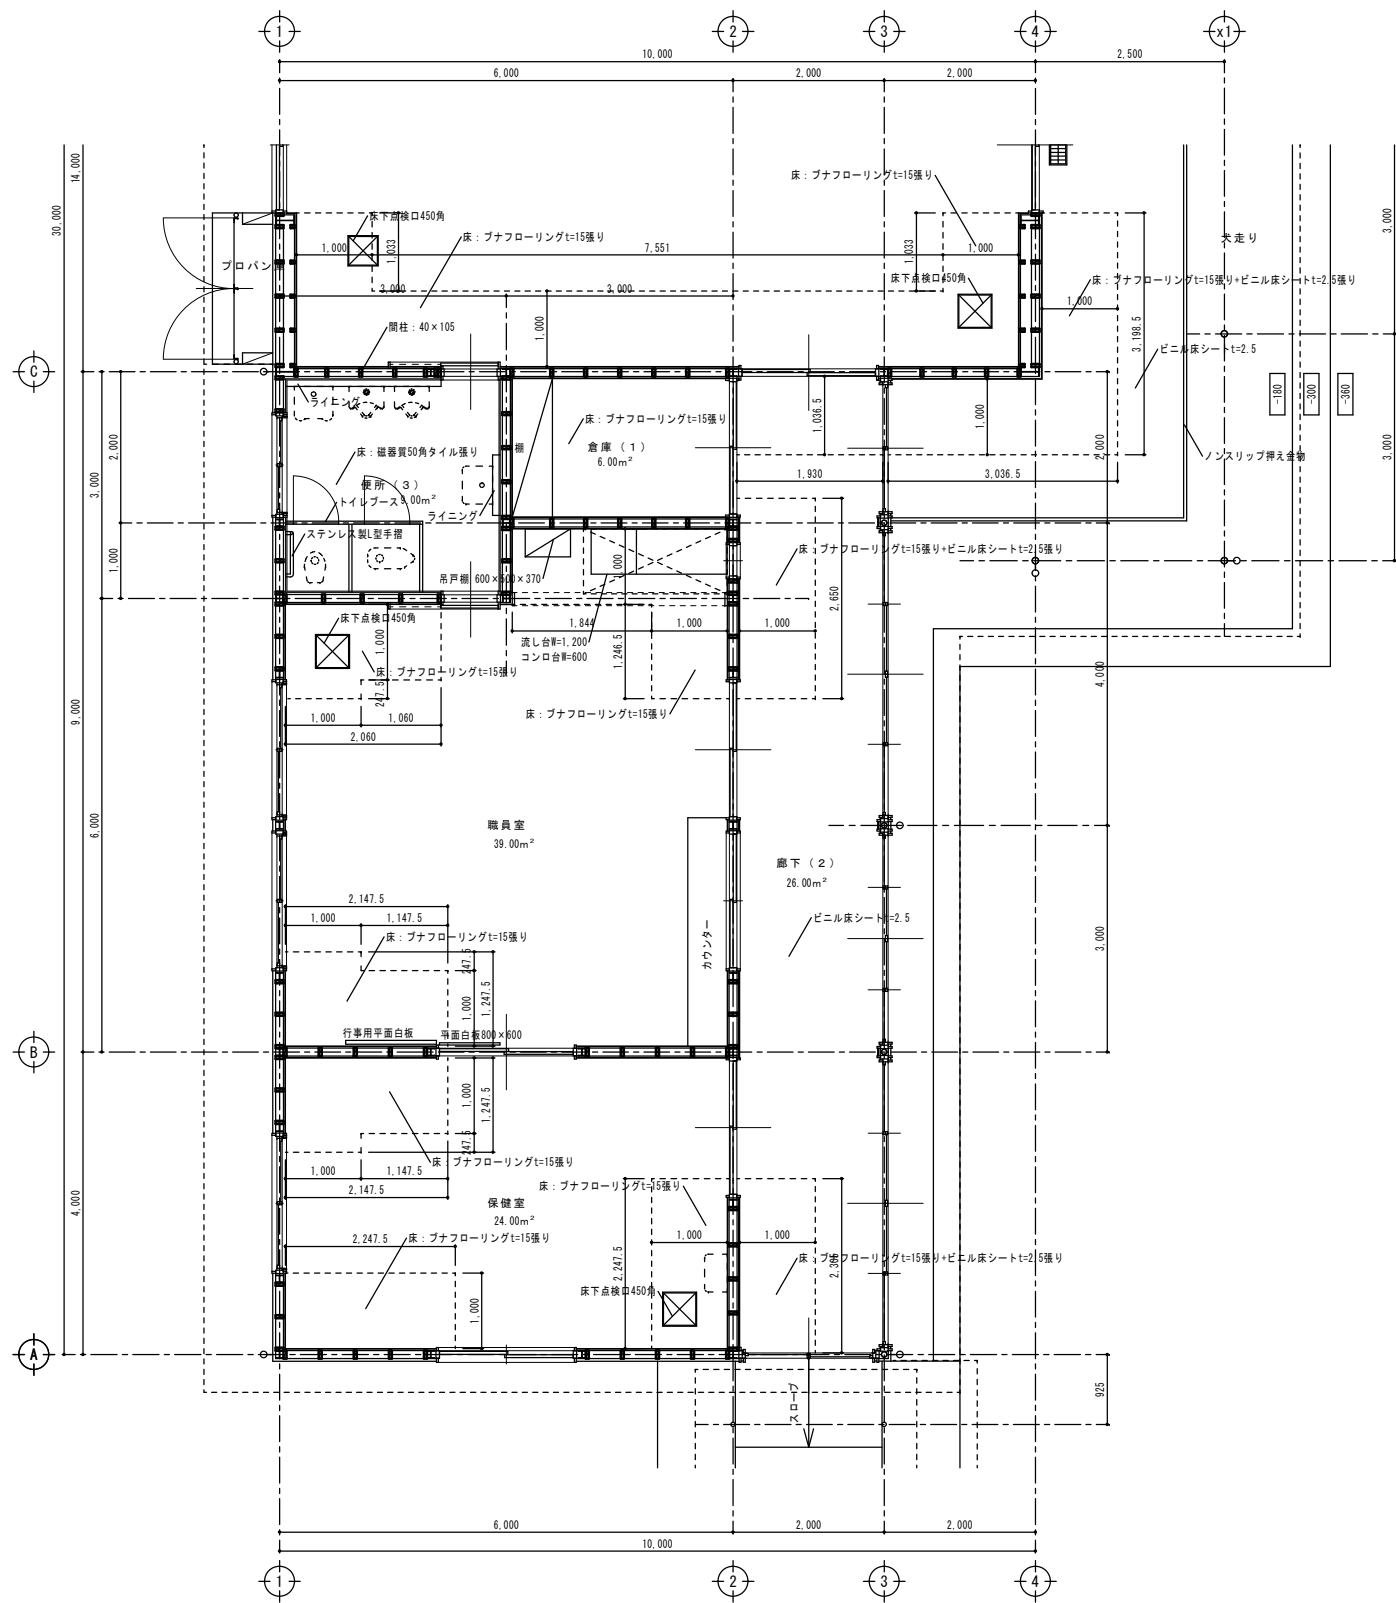 1
2
3
4
x1
10,000
2,500
6,000
2,000
2,000
14,000
30,000
3,000
床：ブナフローリングt=15張り
床下点検口450角
床：ブナフローリングt=15張り
1,000
1,033
7,551
1,033
1,000
犬走り
プロパン庫
床下点検口450角
床：ブナフローリングt=15張り+ビニル床シートt=2.5張り
3,000
3,000
1,000
間柱：40×105
1,000
3,198.5
ビニル床シートt=2.5
C
ライニング
床：ブナフローリングt=15張り
1,036.5
1,000
-180
-300
-360
2,000
3,000
棚
倉庫（1）
6.00m²
2,000
3,000
床：磁器質50角タイル張り
ノンスリップ押え金物
1,930
3,036.5
便所（3）
9.00m²
トイレブース
ライニング
ステンレス製L型手摺
1,000
1,000
床：ブナフローリングt=15張り+ビニル床シートt=2.5張り
吊戸棚 600×500×370
2,650
床下点検口450角
1,844
1,000
1,000
1,000
流し台W=1,200
コンロ台W=600
1,246.5
床：ブナフローリングt=15張り
247.5
4,000
9,000
床：ブナフローリングt=15張り
1,000
1,060
2,060
6,000
職員室
39.00m²
廊下（2）
26.00m²
2,147.5
1,000
1,147.5
ビニル床シートt=2.5
床：ブナフローリングt=15張り
カウンター
3,000
247.5
1,000
1,247.5
行事用平面白板
平面白板800×600
B
1,000
1,247.5
247.5
床：ブナフローリングt=15張り
1,000
1,147.5
2,147.5
床：ブナフローリングt=15張り
4,000
保健室
24.00m²
2,247.5
床：ブナフローリングt=15張り
1,000
1,000
床：ブナフローリングt=15張り+ビニル床シートt=2.5張り
2,247.5
床下点検口450角
1,000
A
スロープ
925
6,000
2,000
2,000
10,000
1
2
3
4